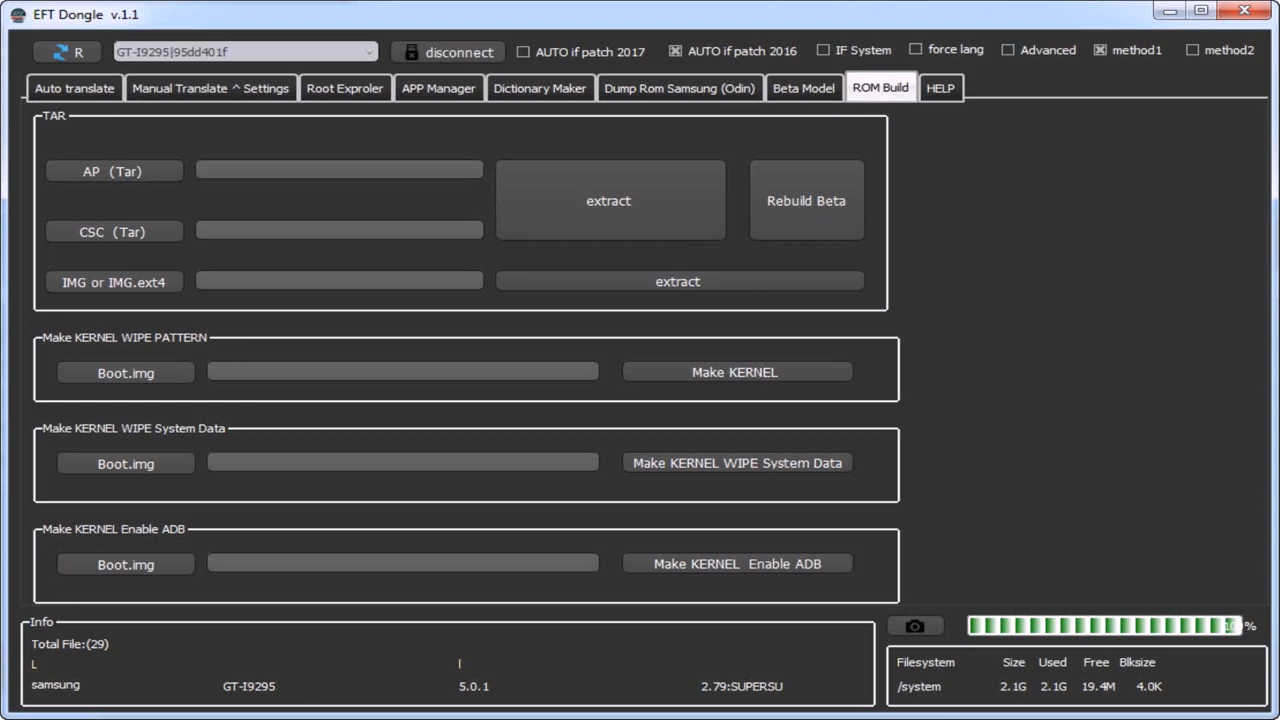 EFT Dongle v.1.1
R GT-I9295|95dd401f disconnect AUTO if patch 2017 AUTO if patch 2016 IF System force lang Advanced method1 method2
Auto translate Manual Translate ^ Settings Root Exproler APP Manager Dictionary Maker Dump Rom Samsung (Odin) Beta Model ROM Build HELP
TAR
AP (Tar) extract Rebuild Beta
CSC (Tar)
IMG or IMG.ext4 extract
Make KERNEL WIPE PATTERN
Boot.img Make KERNEL
Make KERNEL WIPE System Data
Boot.img Make KERNEL WIPE System Data
Make KERNEL Enable ADB
Boot.img Make KERNEL Enable ADB
Info
Total File:(29)
L l
samsung GT-I9295 5.0.1 2.79:SUPERSU
%
Filesystem Size Used Free Blksize
/system 2.1G 2.1G 19.4M 4.0K